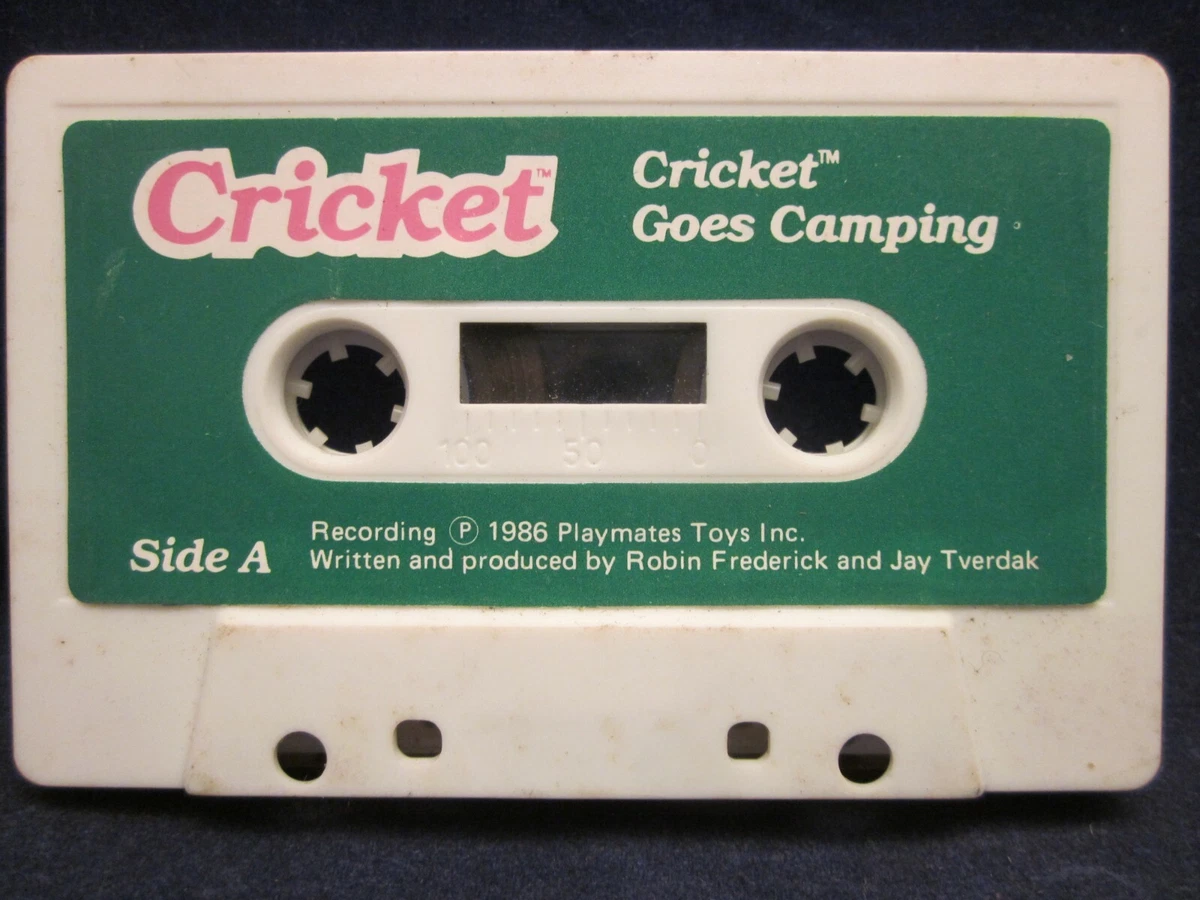 Cricket™
Cricket™
Goes Camping
100 50 0
Side A
Recording ℗ 1986 Playmates Toys Inc.
Written and produced by Robin Frederick and Jay Tverdak